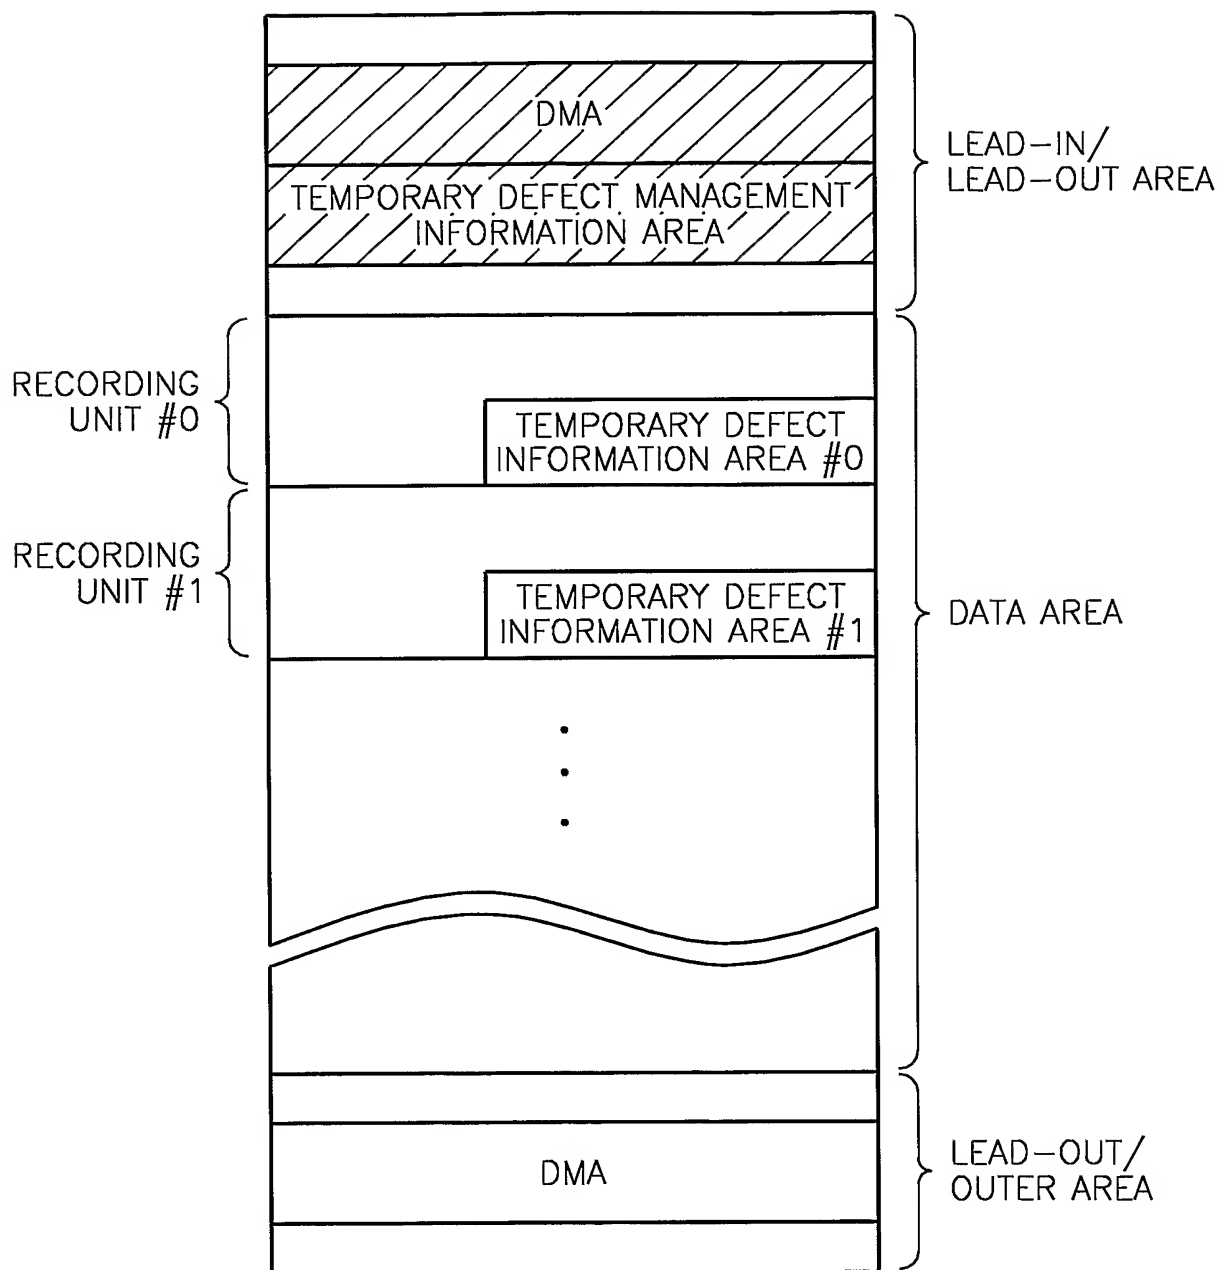 DMA
TEMPORARY DEFECT MANAGEMENT
INFORMATION AREA
LEAD-IN/
LEAD-OUT AREA
RECORDING
UNIT #0
TEMPORARY DEFECT
INFORMATION AREA #0
RECORDING
UNIT #1
TEMPORARY DEFECT
INFORMATION AREA #1
DATA AREA
DMA
LEAD-OUT/
OUTER AREA